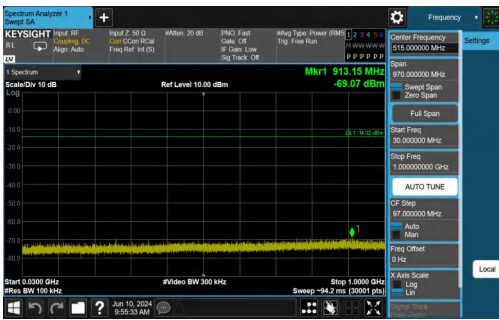 Spectrum Analyzer 1
Swept SA
Frequency
KEYSIGHT
RL
Input: RF
Coupling: DC
Align: Auto
Input Z: 50 Ω
Corr CCorr RCal
Freq Ref: Int (S)
#Atten: 20 dB
PNO: Fast
Gate: Off
IF Gain: Low
Sig Track: Off
#Avg Type: Power (RMS
Trig: Free Run
1 2 3 4 5 6
M W W W W W
P P P P P P
1 Spectrum
Scale/Div 10 dB
Log
Ref Level 10.00 dBm
Mkr1 913.15 MHz
-69.07 dBm
0.00
-10.0
DL1 -14.02 dBm
-20.0
-30.0
-40.0
-50.0
-60.0
-70.0
-80.0
1
Start 0.0300 GHz
#Res BW 100 kHz
#Video BW 300 kHz
Stop 1.0000 GHz
Sweep ~94.2 ms (30001 pts)
Jun 10, 2024
9:55:33 AM
Center Frequency
515.000000 MHz
Settings
Span
970.000000 MHz
Swept Span
Zero Span
Full Span
Start Freq
30.000000 MHz
Stop Freq
1.000000000 GHz
AUTO TUNE
CF Step
97.000000 MHz
Auto
Man
Freq Offset
0 Hz
X Axis Scale
Log
Lin
Local
Signal Track
(Span Zoom)